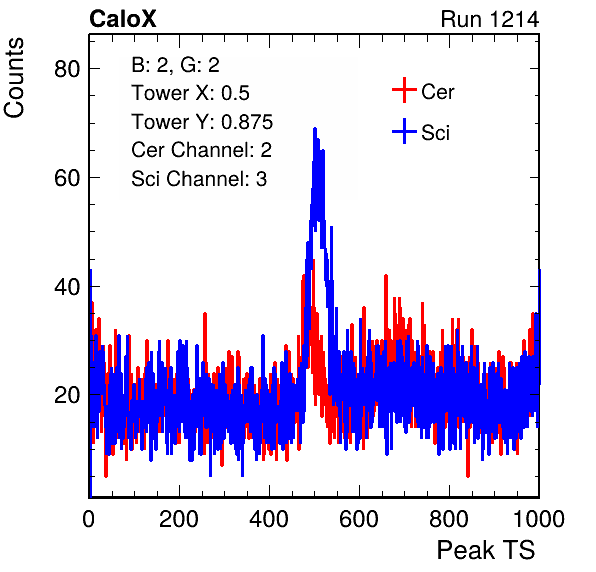 CaloX Run 1214
Counts
B: 2, G: 2
Tower X: 0.5
Tower Y: 0.875
Cer Channel: 2
Sci Channel: 3
Cer
Sci
80
60
40
20
0 200 400 600 800 1000
Peak TS